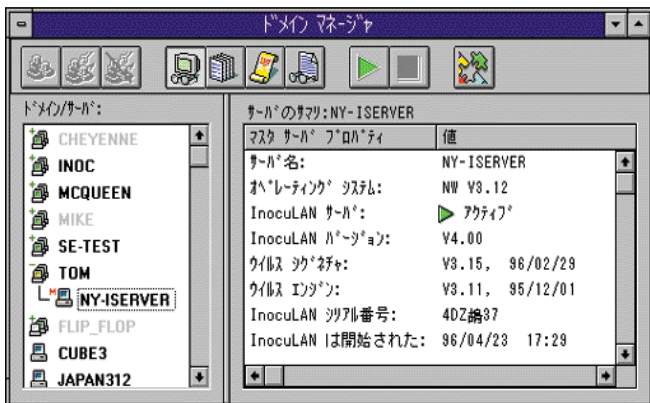 ドメイン マネージャ
ドメイン/サーバ:
CHEYENNE
INOC
MCQUEEN
MIKE
SE-TEST
TOM
NY-ISERVER
FLIP_FLOP
CUBE3
JAPAN312
サーバのサマリ:NY-ISERVER
マスタ サーバ プロパティ 値
サーバ名: NY-ISERVER
オペレーティング システム: NW V3.12
InocuLAN サーバ: アクティブ
InocuLAN バージョン: V4.00
ウイルス シグネチャ: V3.15, 96/02/29
ウイルス エンジン: V3.11, 95/12/01
InocuLAN シリアル番号:
InocuLAN は開始された: 96/04/23 17:29